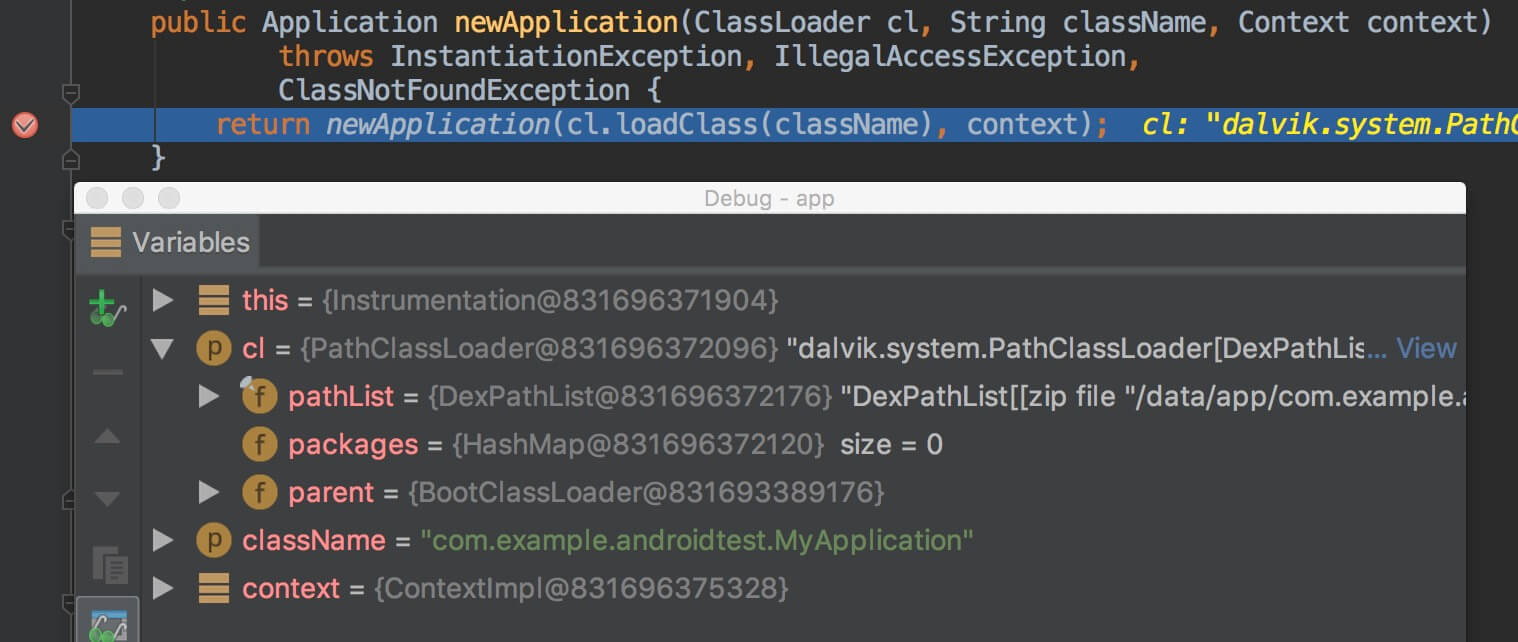 public Application newApplication(ClassLoader cl, String className, Context context)
throws InstantiationException, IllegalAccessException,
ClassNotFoundException {
return newApplication(cl.loadClass(className), context); cl: "dalvik.system.PathC
}
Debug - app
Variables
this = {Instrumentation@831696371904}
p cl = {PathClassLoader@831696372096} "dalvik.system.PathClassLoader[DexPathLis... View
f pathList = {DexPathList@831696372176} "DexPathList[[zip file "/data/app/com.example.a
f packages = {HashMap@831696372120} size = 0
f parent = {BootClassLoader@831693389176}
p className = "com.example.androidtest.MyApplication"
context = {ContextImpl@831696375328}